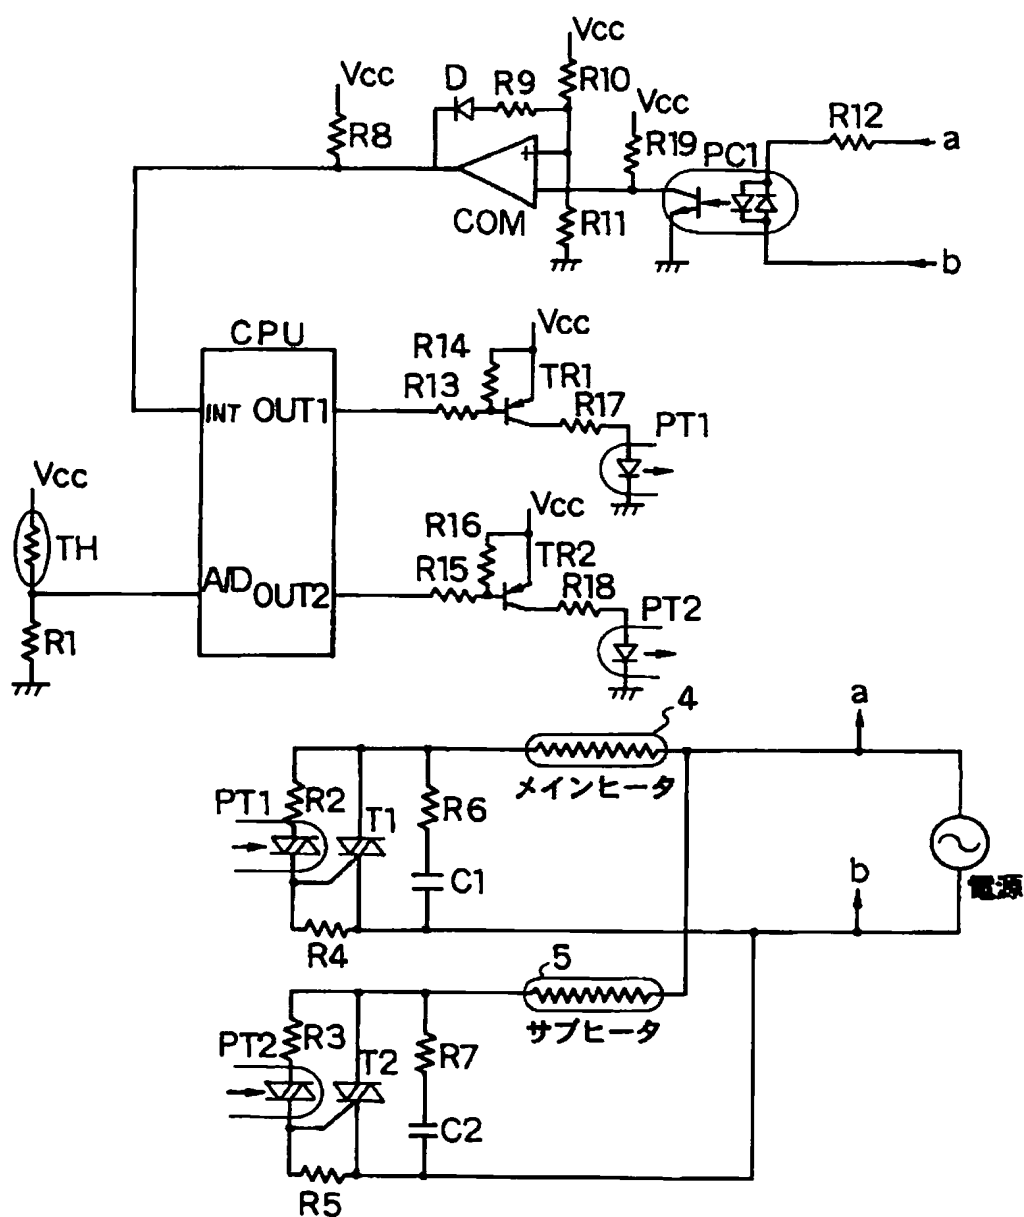 Vcc
Vcc
D
R9
R10
Vcc
R12
a
R8
R19
PC1
COM
R11
b
CPU
Vcc
R14
R13
TR1
R17
INT
OUT1
PT1
Vcc
Vcc
R16
TH
R15
TR2
R18
A/D
OUT2
PT2
R1
4
a
メインヒータ
PT1
R2
T1
R6
C1
b
電源
R4
5
サブヒータ
PT2
R3
T2
R7
C2
R5